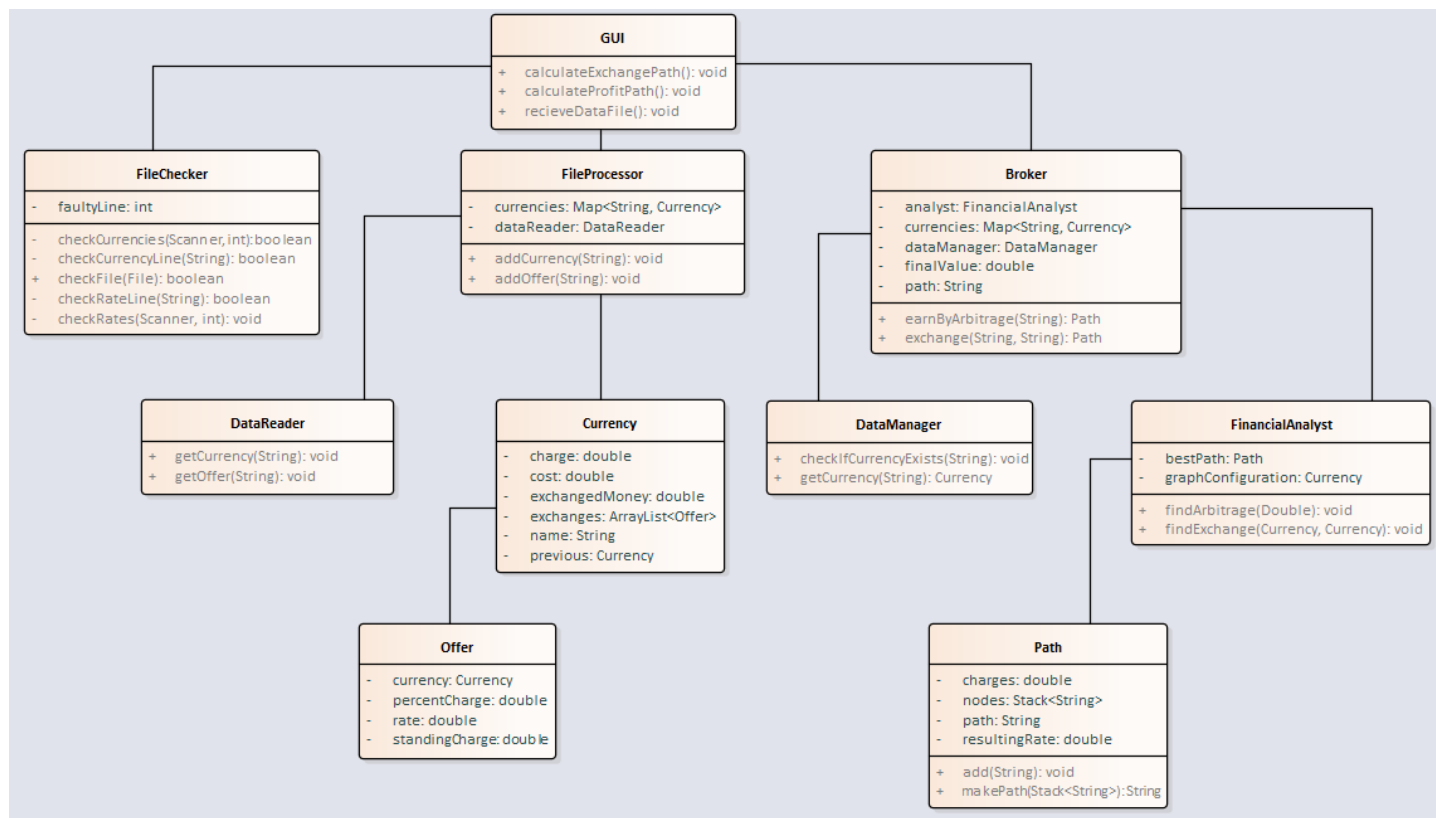 GUI
+ calculateExchangePath(): void
+ calculateProfitPath(): void
+ recieveDataFile(): void
FileChecker
- faultyLine: int
- checkCurrencies(Scanner, int):boolean
- checkCurrencyLine(String): boolean
+ checkFile(File): boolean
- checkRateLine(String): boolean
- checkRates(Scanner, int): void
FileProcessor
- currencies: Map<String, Currency>
- dataReader: DataReader
+ addCurrency(String): void
+ addOffer(String): void
Broker
- analyst: FinancialAnalyst
- currencies: Map<String, Currency>
- dataManager: DataManager
- finalValue: double
- path: String
+ earnByArbitrage(String): Path
+ exchange(String, String): Path
DataReader
+ getCurrency(String): void
+ getOffer(String): void
Currency
- charge: double
- cost: double
- exchangedMoney: double
- exchanges: ArrayList<Offer>
- name: String
- previous: Currency
DataManager
+ checkIfCurrencyExists(String): void
+ getCurrency(String): Currency
FinancialAnalyst
- bestPath: Path
- graphConfiguration: Currency
+ findArbitrage(Double): void
+ findExchange(Currency, Currency): void
Offer
- currency: Currency
- percentCharge: double
- rate: double
- standingCharge: double
Path
- charges: double
- nodes: Stack<String>
- path: String
- resultingRate: double
+ add(String): void
+ makePath(Stack<String>): String